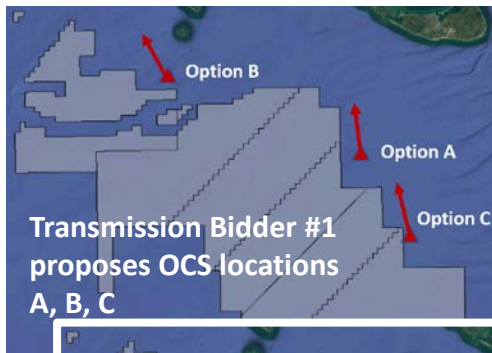 Option B
Option A
Option C
Transmission Bidder #1
proposes OCS locations
A, B, C